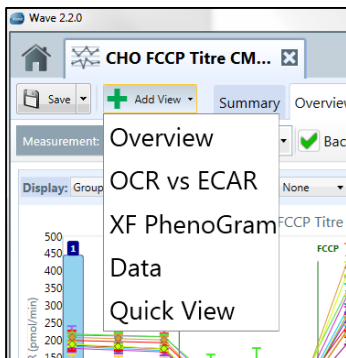 Wave 2.2.0
CHO FCCP Titre CM...
Save
Add View
Summary
Overview
OCR vs ECAR
XF PhenoGram
Data
Quick View
Measurement:
Display: Group
None
FCCP Titre
FCCP
1
500
450
400
350
300
250
200
150
(pmol/min)